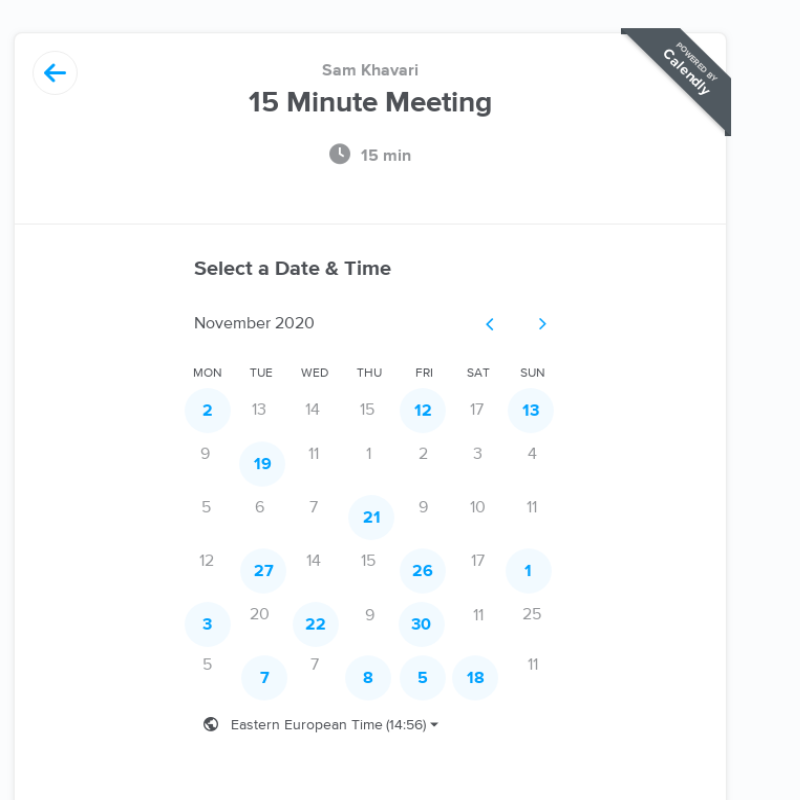 Sam Khavari
POWERED BY
Calendly
15 Minute Meeting
15 min
Select a Date & Time
November 2020
MON TUE WED THU FRI SAT SUN
2 13 14 15 12 17 13
9 19 11 1 2 3 4
5 6 7 21 9 10 11
12 27 14 15 26 17 1
3 20 22 9 30 11 25
5 7 7 8 5 18 11
Eastern European Time (14:56)